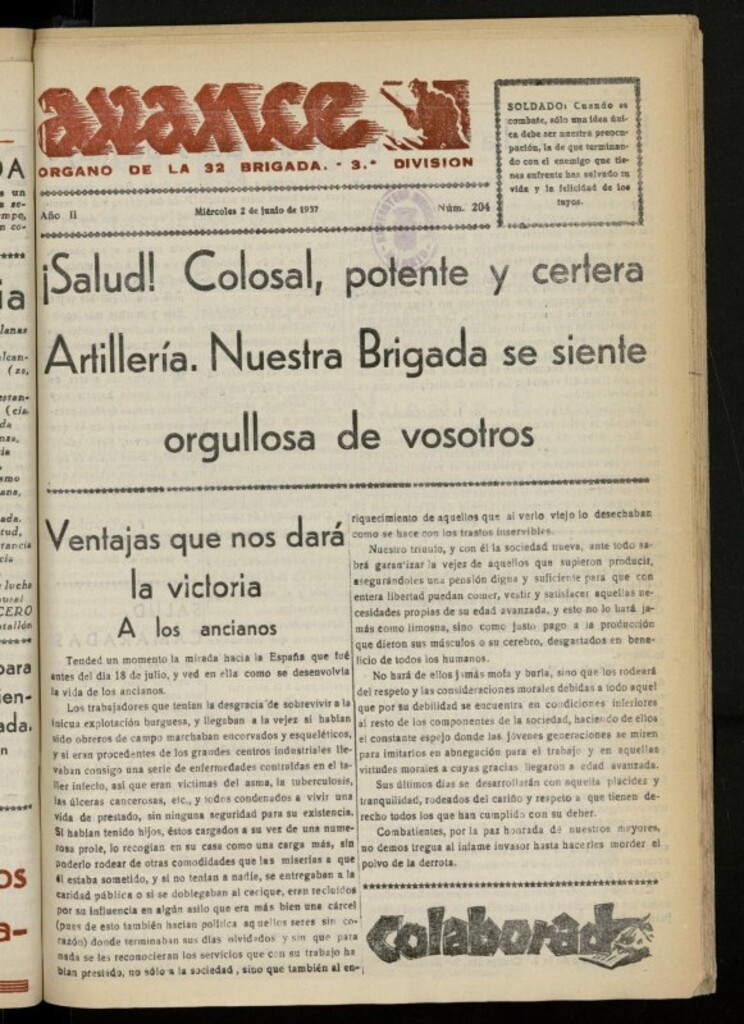 avance
ORGANO DE LA 32 BRIGADA. - 3.ª DIVISION
Año II
Miércoles 2 de junio de 1937
Núm. 204
SOLDADO: Cuando se
combate, sólo una idea úni-
ca debe ser nuestra preocu-
pación, la de que terminan-
do con el enemigo que tie-
nes enfrente has salvado tu
vida y la felicidad de los
tuyos.
¡Salud! Colosal, potente y certera
Artillería. Nuestra Brigada se siente
orgullosa de vosotros
Ventajas que nos dará
la victoria
A los ancianos
Tended un momento la mirada hacia la España que fué
antes del día 18 de julio, y ved en ella como se desenvolvía
la vida de los ancianos.
Los trabajadores que tenían la desgracia de sobrevivir a la
inicua explotación burguesa, y llegaban a la vejez si habían
sido obreros de campo marchaban encorvados y esqueléticos,
y si eran procedentes de los grandes centros industriales lle-
vaban consigo una serie de enfermedades contraídas en el ta-
ller infecto, así que eran víctimas del asma, la tuberculosis,
las úlceras cancerosas, etc., y todos condenados a vivir una
vida de prestado, sin ninguna seguridad para su existencia.
Si habían tenido hijos, éstos cargados a su vez de una nume-
rosa prole, lo recogían en su casa como una carga más, sin
poderlo rodear de otras comodidades que las miserias a que
él estaba sometido, y si no tenían a nadie, se entregaban a la
caridad pública o si se doblegaban al cacique, eran recluídos
por su influencia en algún asilo que era más bien una cárcel
(pues de esto también hacían política aquellos seres sin co-
razón) donde terminaban sus días olvidados y sin que para
nada se les reconocieran los servicios que con su trabajo ha
bían prestado, no sólo a la sociedad, sino que también al en-
riquecimiento de aquellos que al verlo viejo lo desechaban
como se hace con los trastos inservibles.
Nuestro triunfo, y con él la sociedad nueva, ante todo sa-
brá garantizar la vejez de aquellos que supieron producir,
asegurándoles una pensión digna y suficiente para que con
entera libertad puedan comer, vestir y satisfacer aquellas ne-
cesidades propias de su edad avanzada, y esto no lo hará ja-
más como limosna, sino como justo pago a la producción
que dieron sus músculos o su cerebro, desgastados en bene-
ficio de todos los humanos.
No hará de ellos jamás mofa y burla, sino que los rodeará
del respeto y las consideraciones morales debidas a todo aquel
que por su debilidad se encuentra en condiciones inferiores
al resto de los componentes de la sociedad, haciendo de ellos
el constante espejo donde las jóvenes generaciones se miren
para imitarlos en abnegación para el trabajo y en aquellas
virtudes morales a cuyas gracias llegaron a edad avanzada.
Sus últimos días se desarrollarán con aquella placidez y
tranquilidad, rodeados del cariño y respeto a que tienen de-
recho todos los que han cumplido con su deber.
Combatientes, por la paz honrada de nuestros mayores,
no demos tregua al infame invasor hasta hacerles morder el
polvo de la derrota.
Colaborad